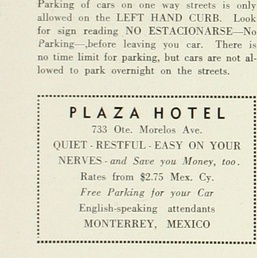 Parking of cars on one way streets is only
allowed on the LEFT HAND CURB. Look
for sign reading NO ESTACIONARSE—No
Parking—,before leaving you car. There is
no time limit for parking, but cars are not al-
lowed to park overnight on the streets.
PLAZA HOTEL
733 Ote. Morelos Ave.
QUIET - RESTFUL - EASY ON YOUR
NERVES - and Save you Money, too.
Rates from $2.75 Mex. Cy.
Free Parking for your Car
English-speaking attendants
MONTERREY, MEXICO